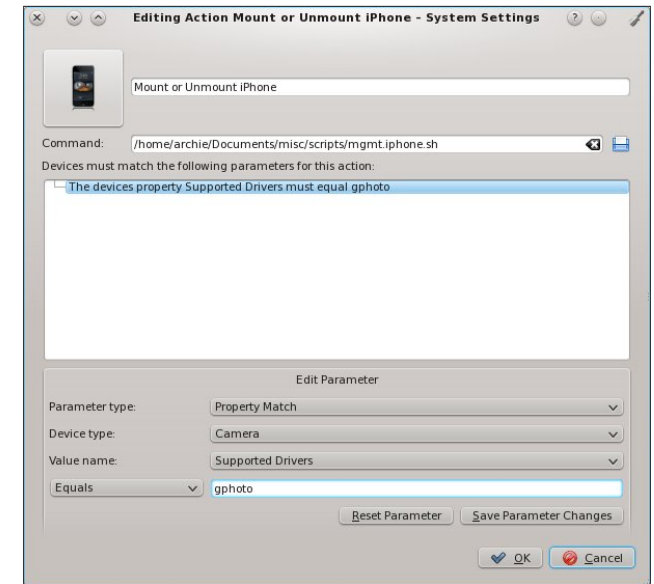 Editing Action Mount or Unmount iPhone - System Settings
Mount or Unmount iPhone
Command: /home/archie/Documents/misc/scripts/mgmt.iphone.sh
Devices must match the following parameters for this action:
The devices property Supported Drivers must equal gphoto
Edit Parameter
Parameter type: Property Match
Device type: Camera
Value name: Supported Drivers
Equals gphoto
Reset Parameter Save Parameter Changes
OK Cancel